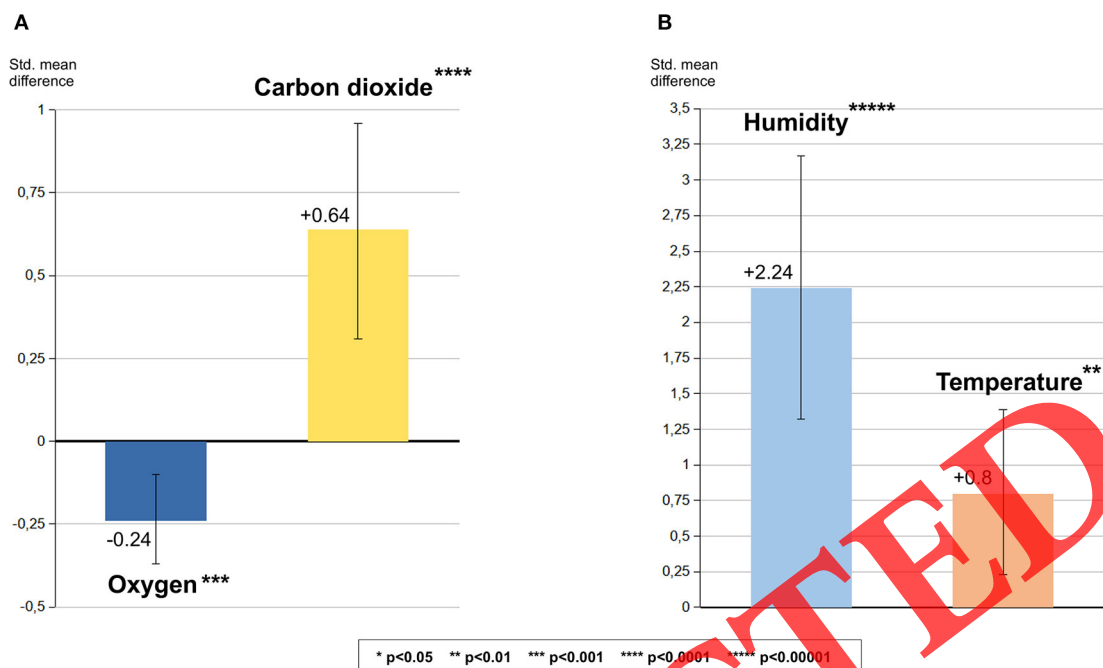 A
Std. mean
difference
Carbon dioxide****
1
0,75
+0.64
0,5
0,25
0
-0,25
-0.24
Oxygen ***
-0,5
B
Std. mean
difference
3,5
Humidity*****
3,25
3
2,75
2,5
+2.24
2,25
2
1,75
Temperature**
1,5
1,25
1
+0.8
0,75
0,5
0,25
0
* p<0.05 ** p<0.01 *** p<0.001 **** p<0.0001 ***** p<0.00001
TED